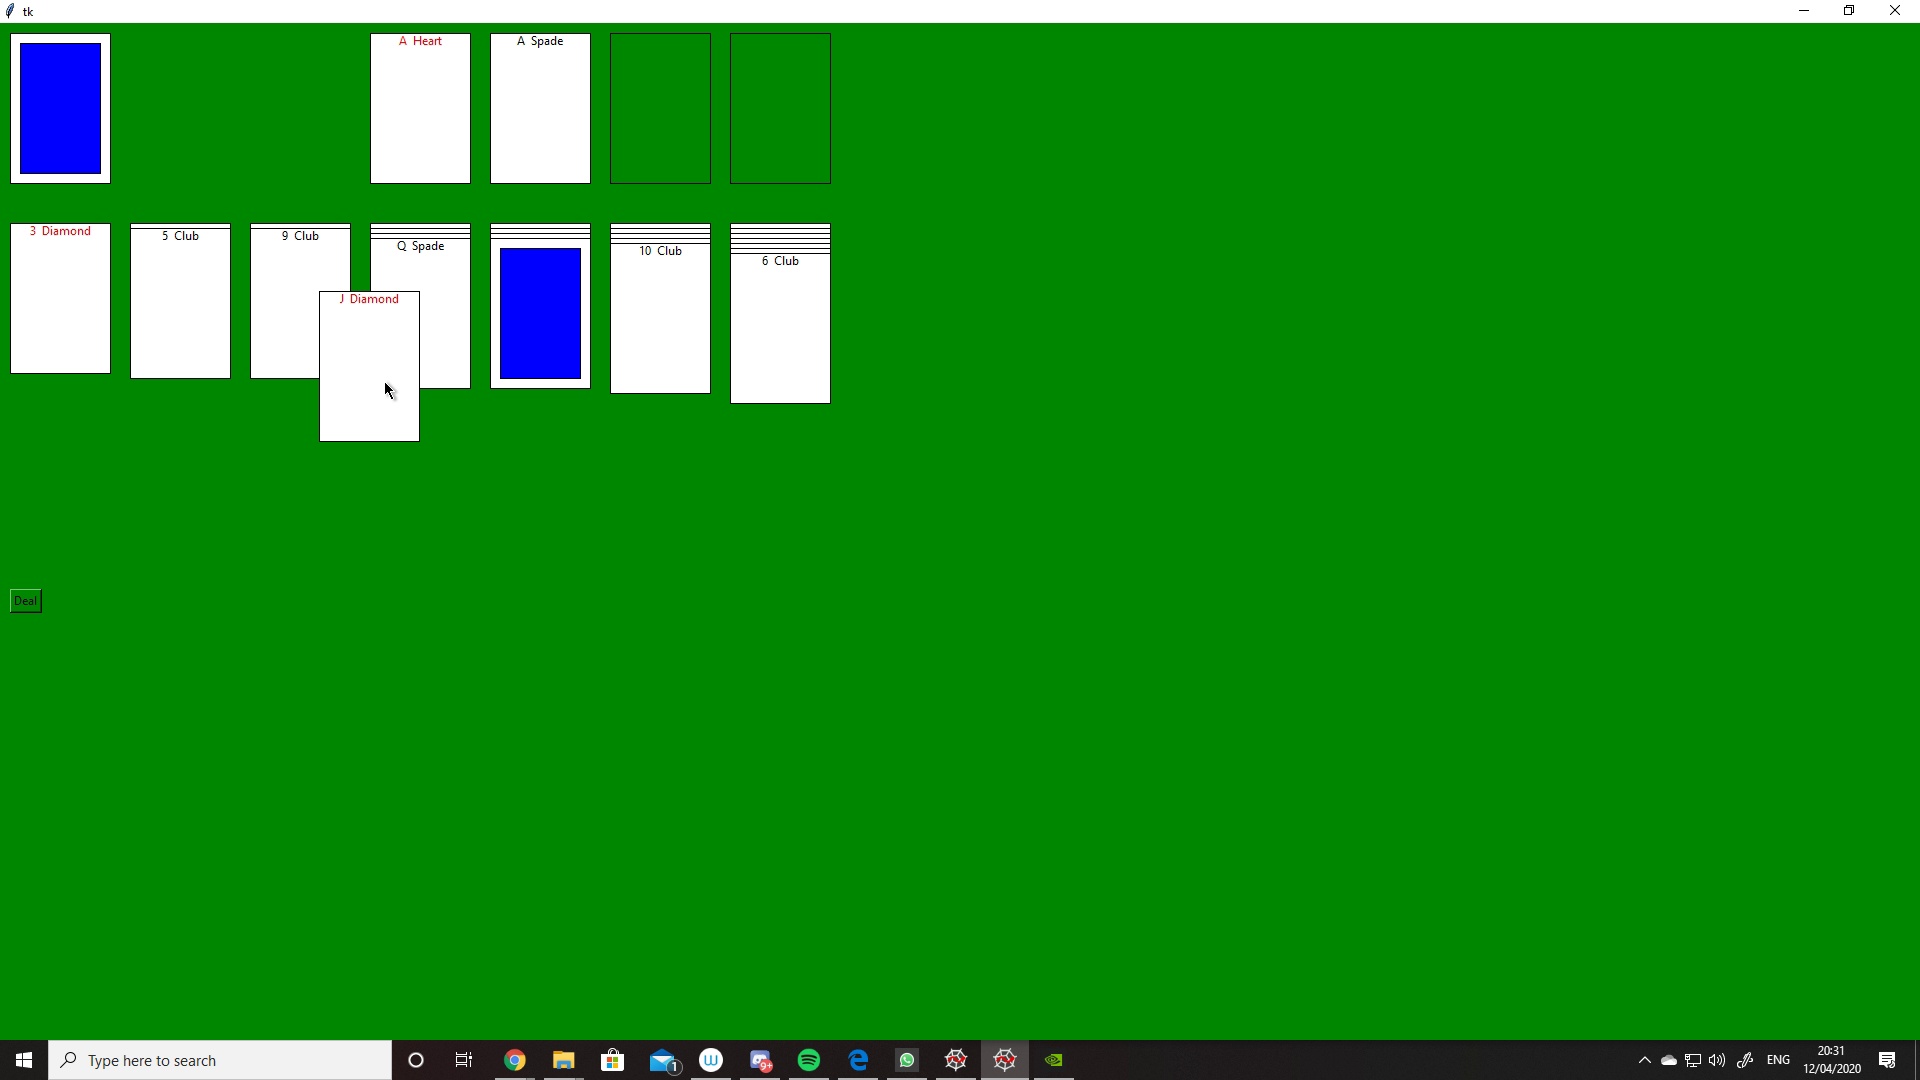 tk
A Heart
A Spade
3 Diamond
5 Club
9 Club
Q Spade
10 Club
6 Club
J Diamond
Deal
Type here to search
1
W
9+
ENG
20:31
12/04/2020